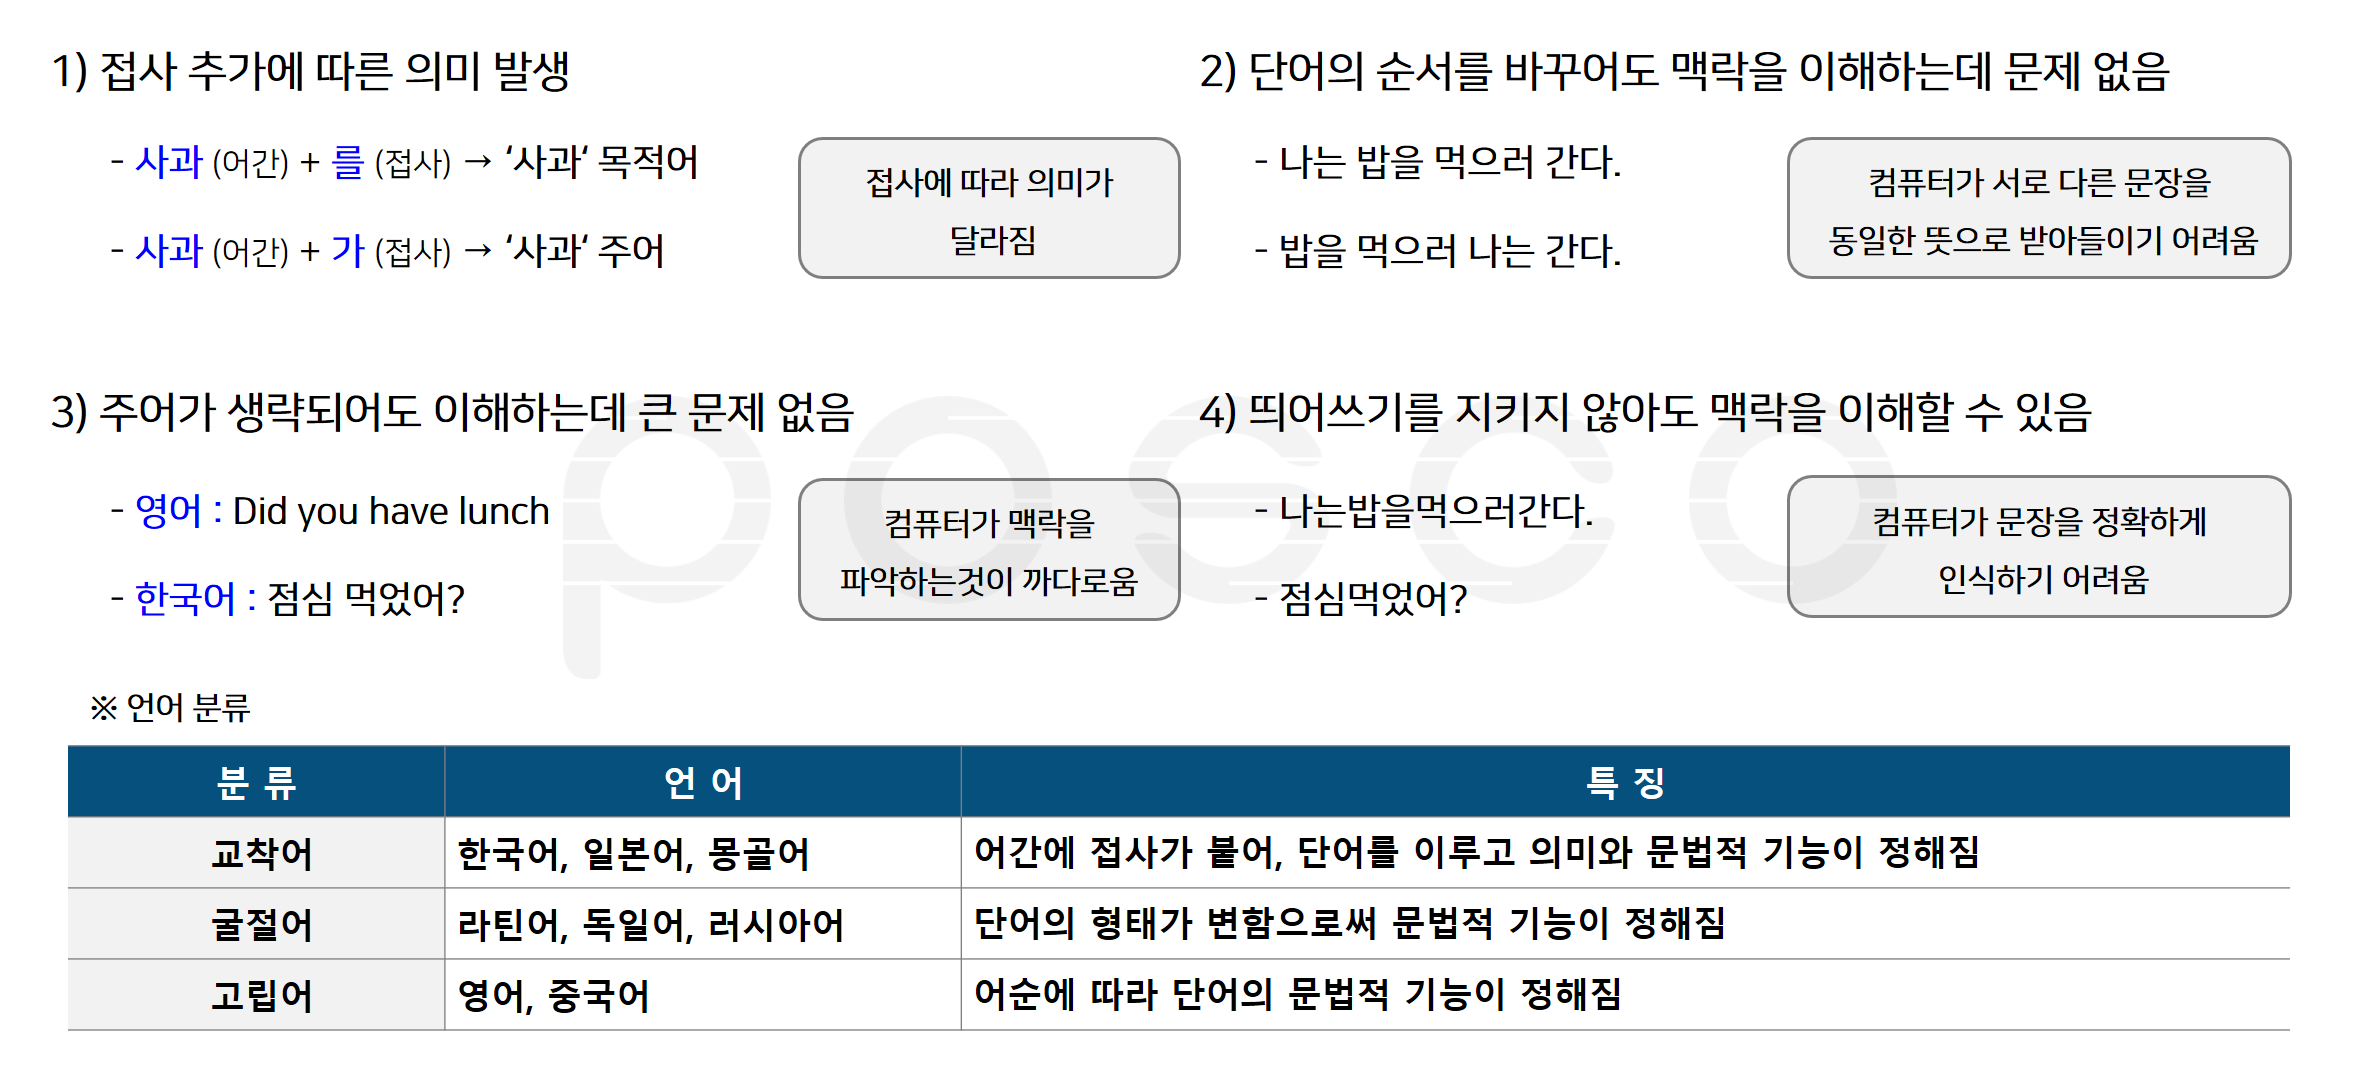 1) 접사 추가에 따른 의미 발생
- 사과 (어간) + 를 (접사) → ‘사과‘ 목적어
- 사과 (어간) + 가 (접사) → ‘사과‘ 주어
접사에 따라 의미가
달라짐
2) 단어의 순서를 바꾸어도 맥락을 이해하는데 문제 없음
- 나는 밥을 먹으러 간다.
- 밥을 먹으러 나는 간다.
컴퓨터가 서로 다른 문장을
동일한 뜻으로 받아들이기 어려움
3) 주어가 생략되어도 이해하는데 큰 문제 없음
- 영어 : Did you have lunch
- 한국어 : 점심 먹었어?
컴퓨터가 맥락을
파악하는것이 까다로움
4) 띄어쓰기를 지키지 않아도 맥락을 이해할 수 있음
- 나는밥을먹으러간다.
- 점심먹었어?
컴퓨터가 문장을 정확하게
인식하기 어려움
posco
※ 언어 분류
분 류 언 어 특 징
교착어 한국어, 일본어, 몽골어 어간에 접사가 붙어, 단어를 이루고 의미와 문법적 기능이 정해짐
굴절어 라틴어, 독일어, 러시아어 단어의 형태가 변함으로써 문법적 기능이 정해짐
고립어 영어, 중국어 어순에 따라 단어의 문법적 기능이 정해짐